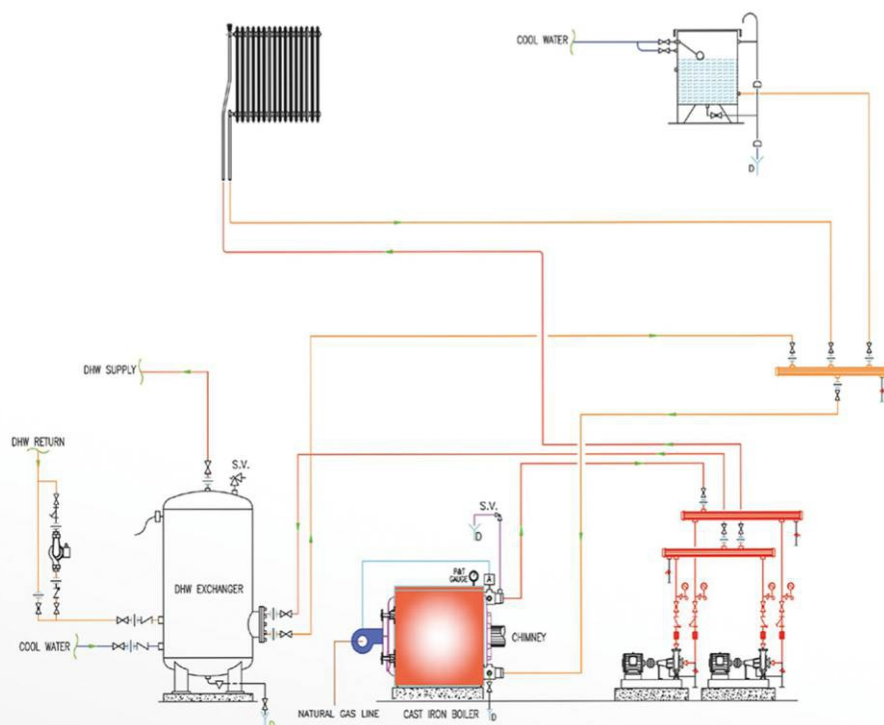 COOL WATER
D
DHW SUPPLY
DHW RETURN
S.V.
S.V.
D
P&T
GAUGE
A
DHW EXCHANGER
CHIMNEY
COOL WATER
NATURAL GAS LINE
CAST IRON BOILER
D
D